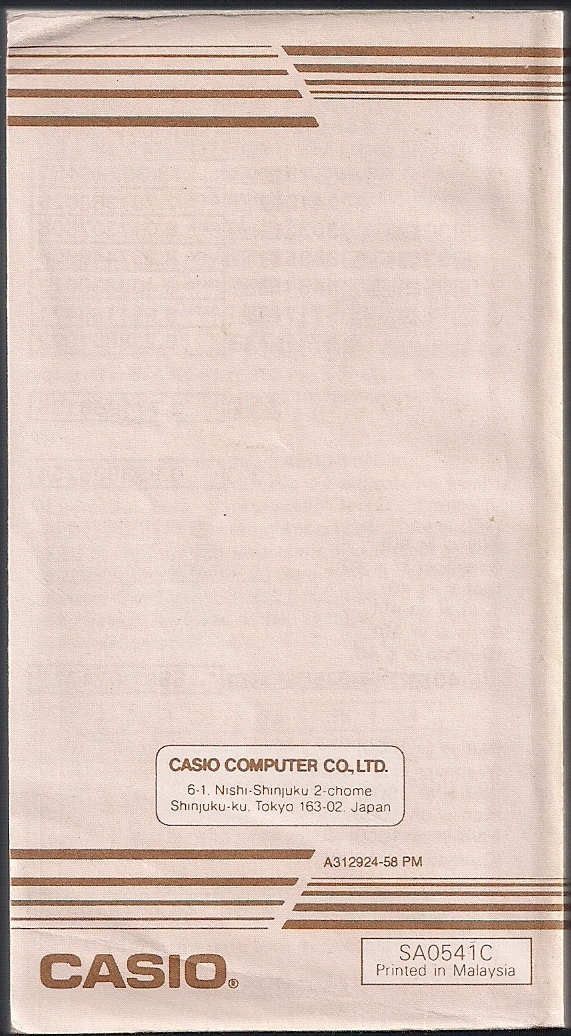 CASIO COMPUTER CO., LTD.
6-1, Nishi-Shinjuku 2-chome
Shinjuku-ku, Tokyo 163-02, Japan
A312924-58 PM
CASIO®
SA0541C
Printed in Malaysia